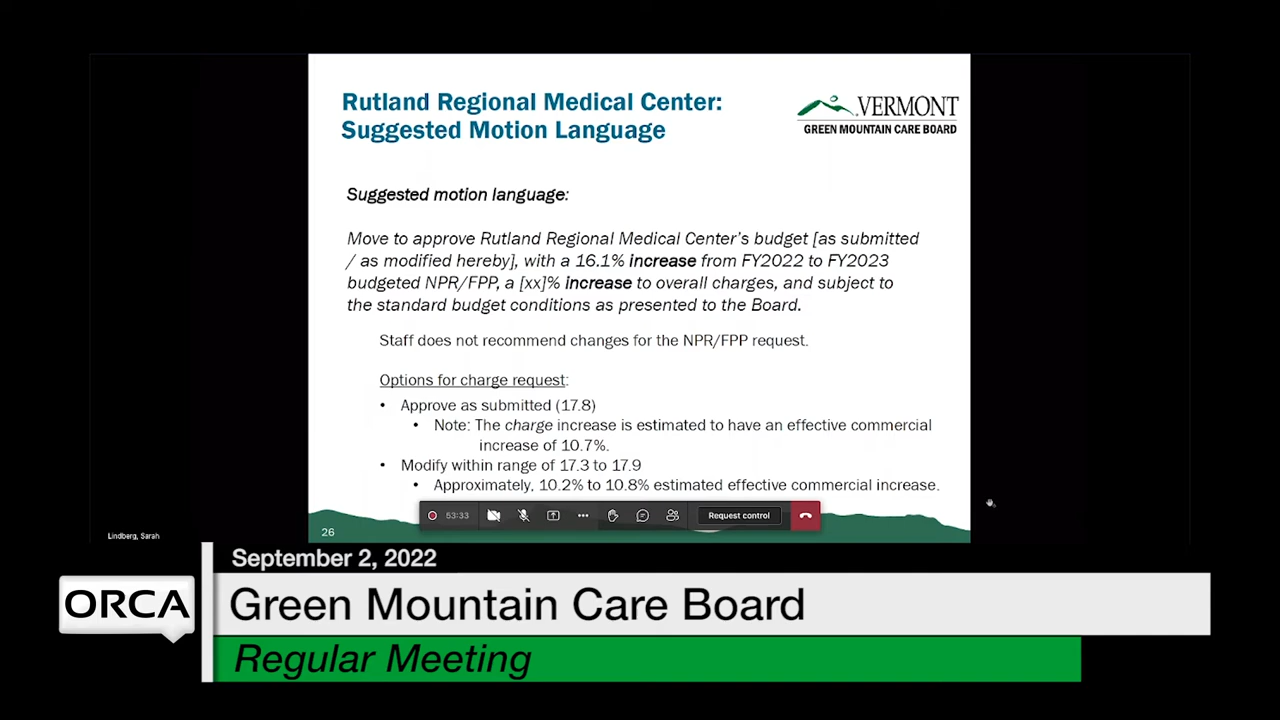 Rutland Regional Medical Center:
Suggested Motion Language
VERMONT
GREEN MOUNTAIN CARE BOARD
Suggested motion language:
Move to approve Rutland Regional Medical Center's budget [as submitted
/ as modified hereby], with a 16.1% increase from FY2022 to FY2023
budgeted NPR/FPP, a [xx]% increase to overall charges, and subject to
the standard budget conditions as presented to the Board.
Staff does not recommend changes for the NPR/FPP request.
Options for charge request:
• Approve as submitted (17.8)
• Note: The charge increase is estimated to have an effective commercial
increase of 10.7%.
• Modify within range of 17.3 to 17.9
• Approximately, 10.2% to 10.8% estimated effective commercial increase.
53:33
Request control
26
Lindberg, Sarah
September 2, 2022
ORCA
Green Mountain Care Board
Regular Meeting